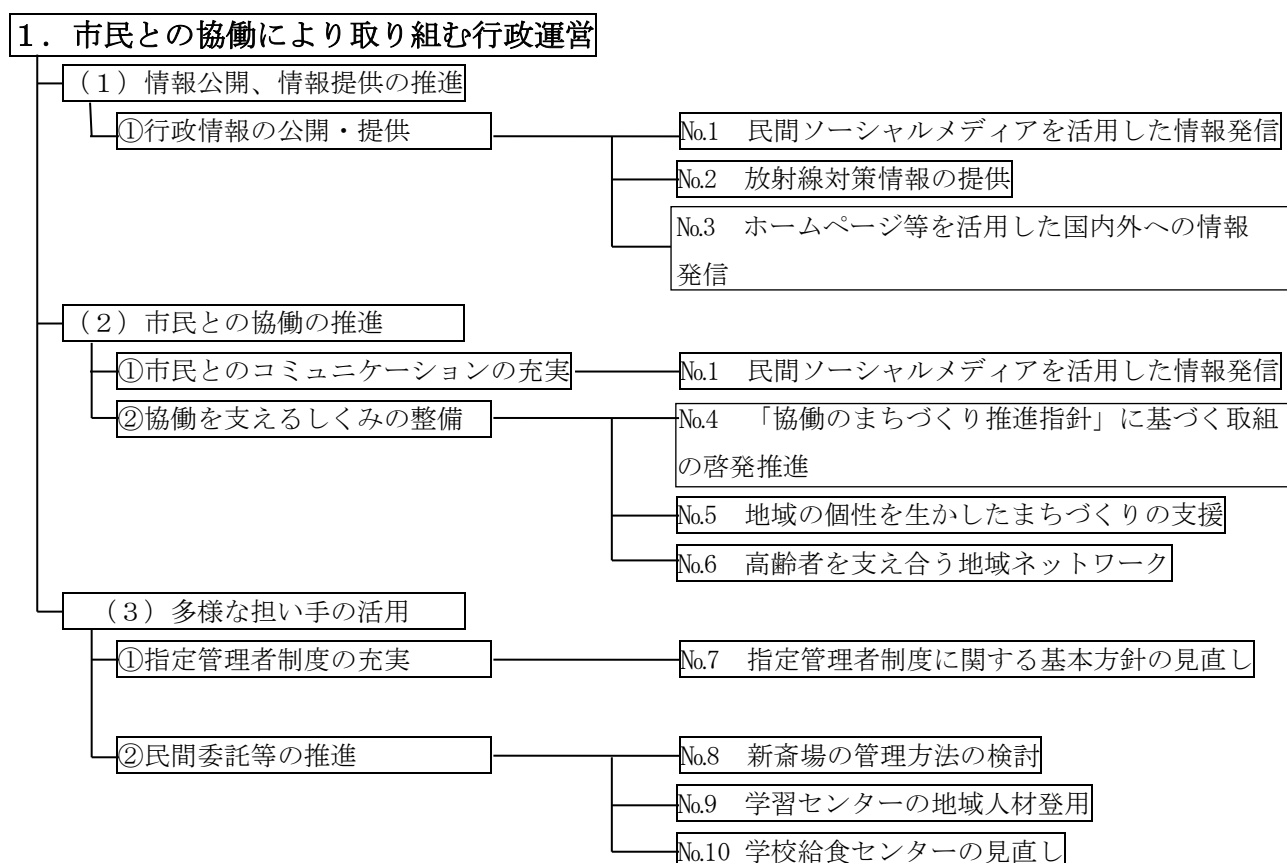 １．市民との協働により取り組む行政運営
（１）情報公開、情報提供の推進
①行政情報の公開・提供
№1　民間ソーシャルメディアを活用した情報発信
№2　放射線対策情報の提供
№3　ホームページ等を活用した国内外への情報
発信
（２）市民との協働の推進
①市民とのコミュニケーションの充実
№1　民間ソーシャルメディアを活用した情報発信
②協働を支えるしくみの整備
№4　「協働のまちづくり推進指針」に基づく取組
の啓発推進
№5　地域の個性を生かしたまちづくりの支援
№6　高齢者を支え合う地域ネットワーク
（３）多様な担い手の活用
①指定管理者制度の充実
№7　指定管理者制度に関する基本方針の見直し
②民間委託等の推進
№8　新斎場の管理方法の検討
№9　学習センターの地域人材登用
№10 学校給食センターの見直し